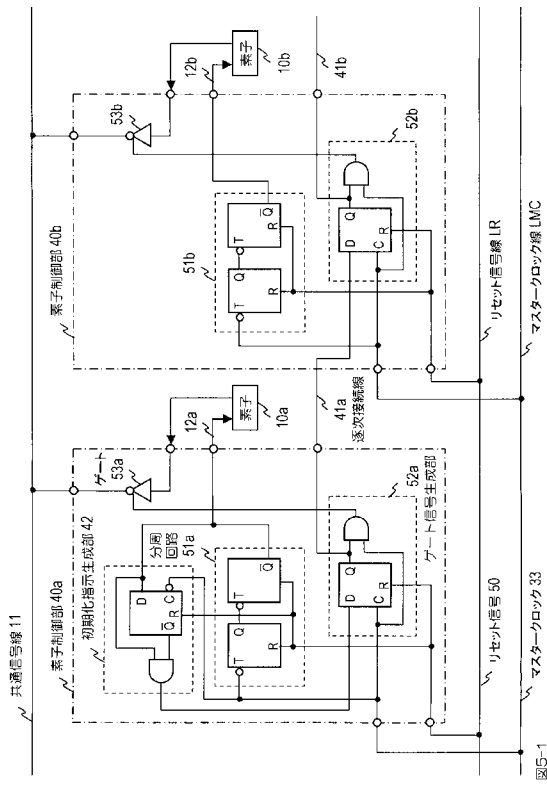 共通信号線 11
素子制御部 40a
初期化指示生成部 42
D
C
R
Q
分周
回路
51a
T
Q
R
T
Q
R
ゲート
53a
12a
素子
10a
D
Q
C
R
52a
ゲート信号生成部
41a
逐次接続線
素子制御部 40b
51b
T
Q
R
T
Q
R
53b
12b
素子
10b
41b
D
Q
C
R
52b
リセット信号 50
リセット信号線 LR
マスタークロック 33
マスタークロック線 LMC
図5-1